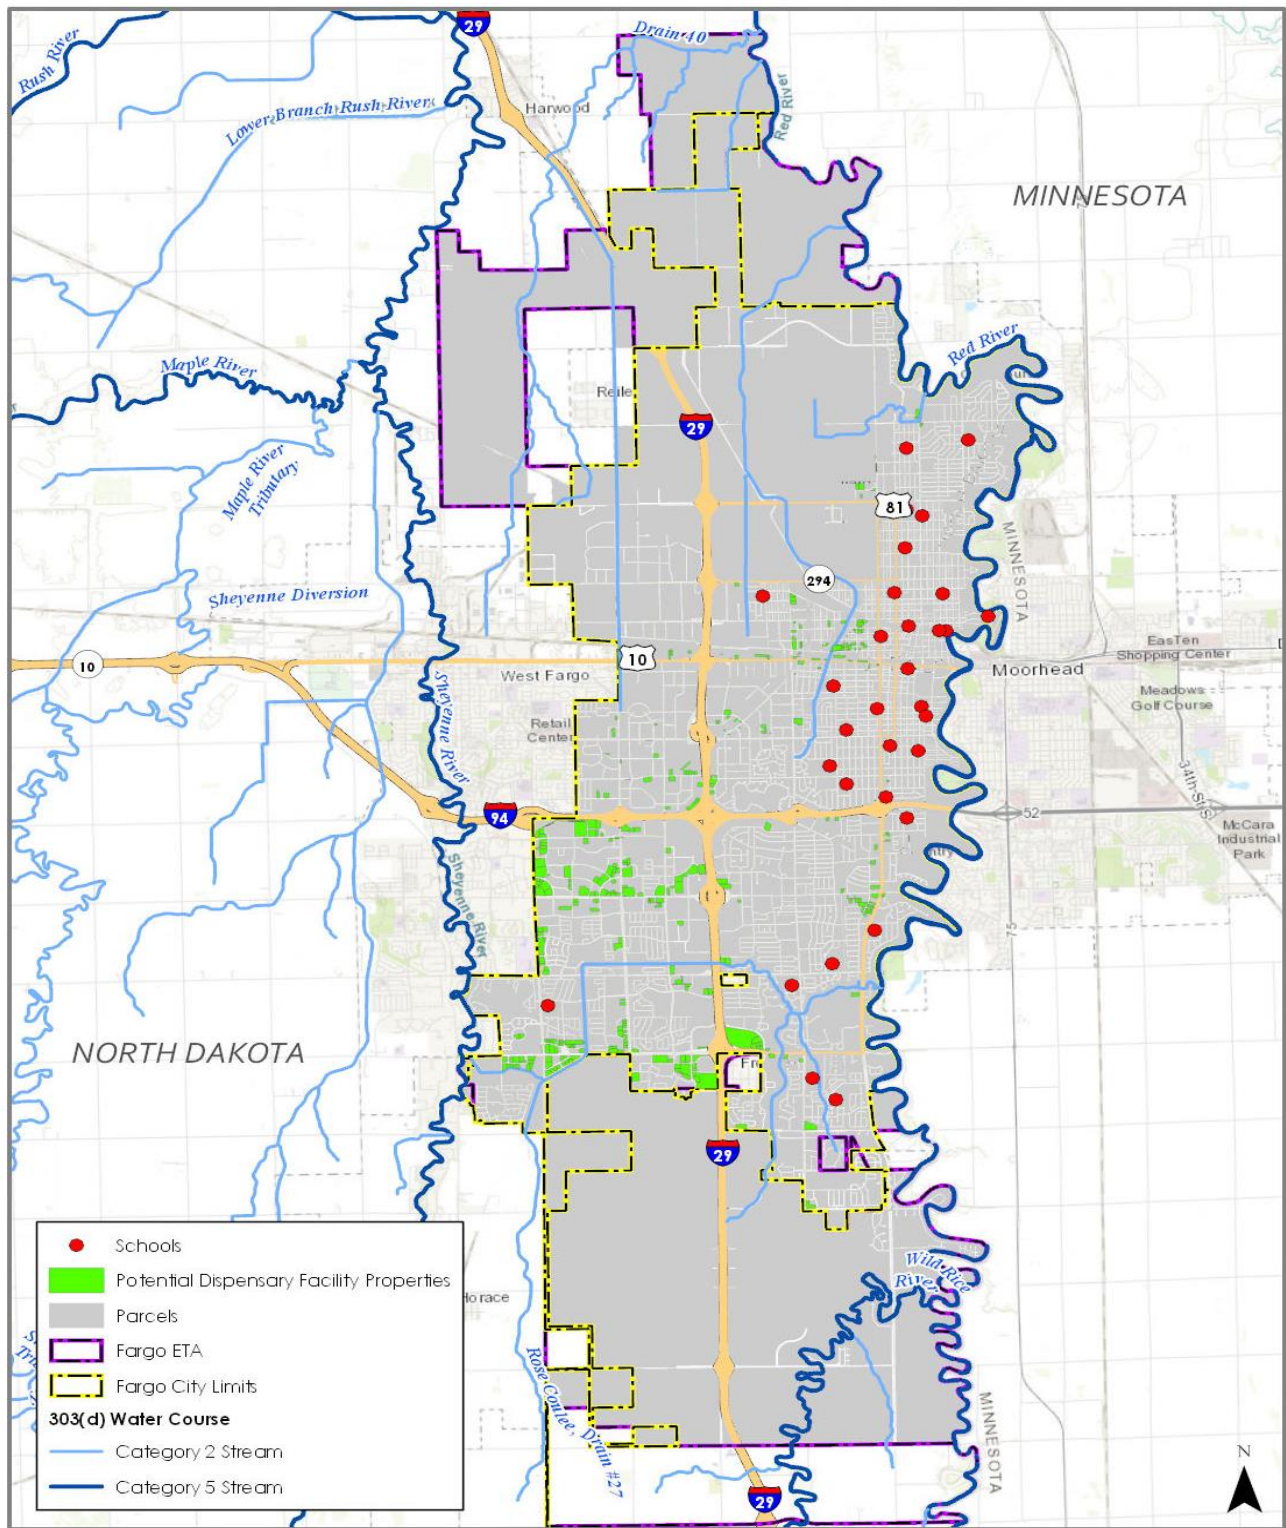 29
Rush River
Drain 40
Harwood
Lower Branch Rush River
Red River
MINNESOTA
Maple River
Red River
Reile
29
Maple River
Tributary
81
MINNESOTA
294
Sheyenne Diversion
10
10
West Fargo
Moorhead
EasTen
Shopping Center
Meadows
Golf Course
Sheyenne River
Retail
Center
34th St S
94
52
McCara
Industrial
Park
Sheyenne River
75
NORTH DAKOTA
29
Wild Rice
River
Horace
Rose Coulee, Drain #27
MINNESOTA
29
N
Schools
Potential Dispensary Facility Properties
Parcels
Fargo ETA
Fargo City Limits
303(d) Water Course
Category 2 Stream
Category 5 Stream